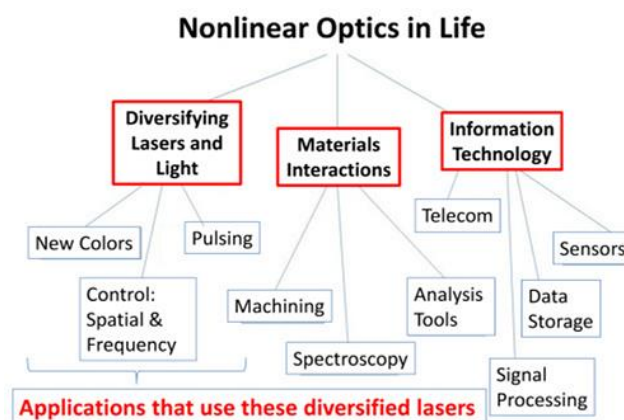 Nonlinear Optics in Life
Diversifying
Lasers and
Light
Materials
Interactions
Information
Technology
New Colors
Pulsing
Control:
Spatial &
Frequency
Machining
Spectroscopy
Analysis
Tools
Telecom
Sensors
Data
Storage
Signal
Processing
Applications that use these diversified lasers